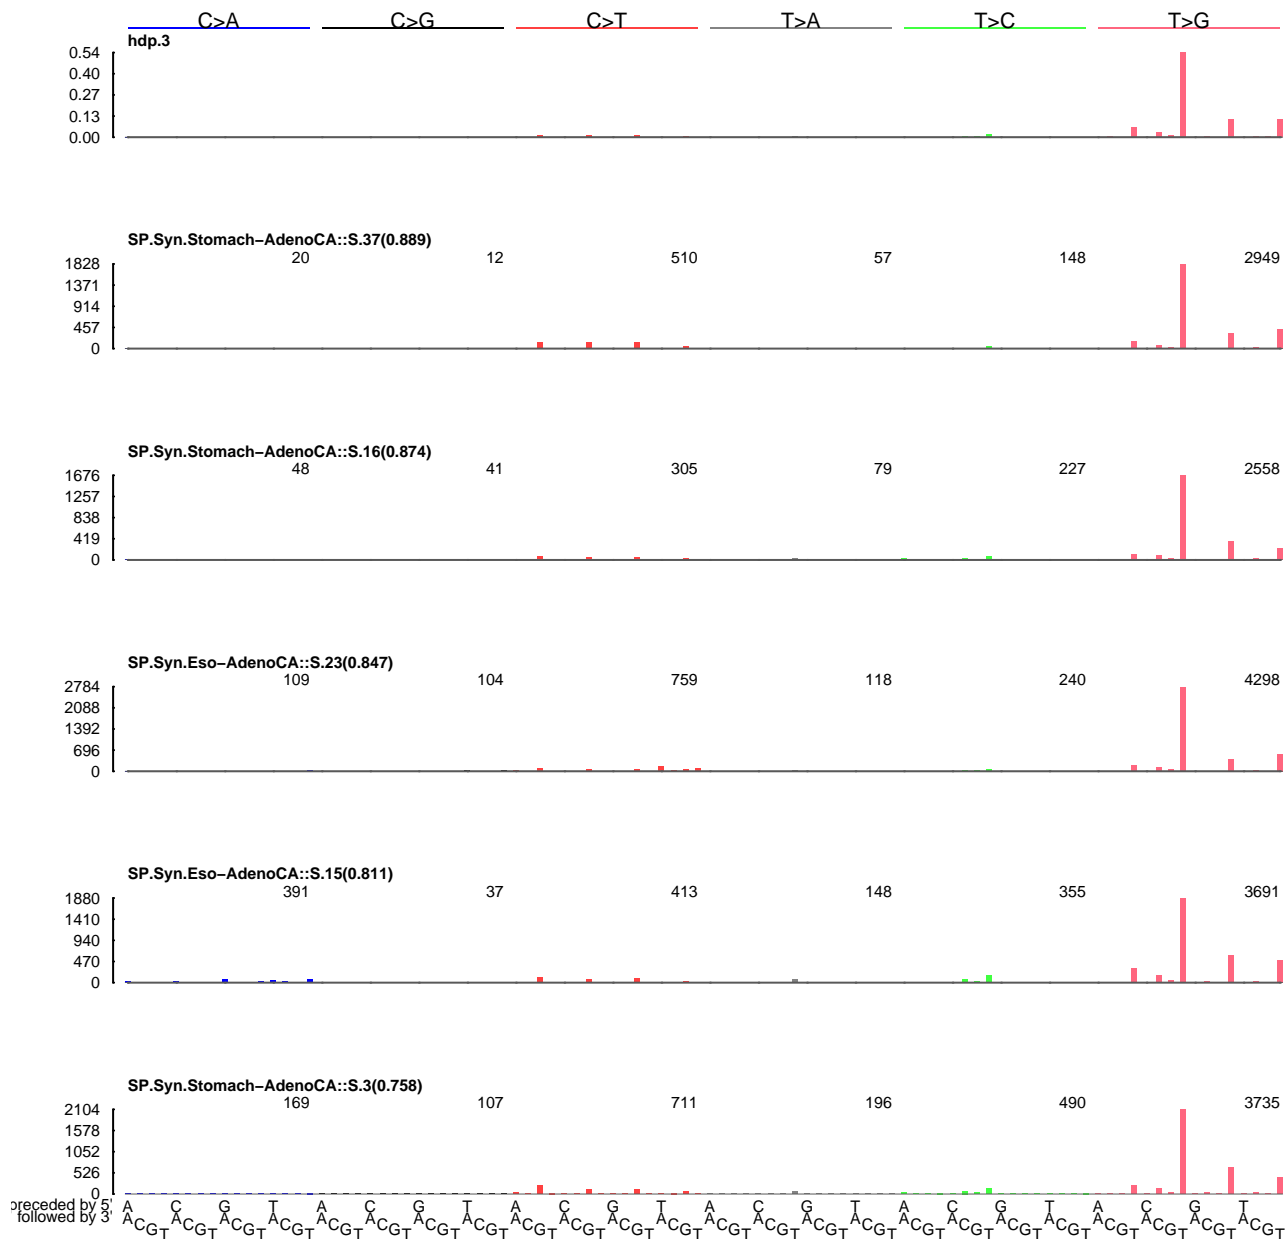 C>A C>G C>T T>A T>C T>G
hdp.3
0.54
0.40
0.27
0.13
0.00
SP.Syn.Stomach−AdenoCA::S.37(0.889)
20 12 510 57 148 2949
1828
1371
914
457
0
SP.Syn.Stomach−AdenoCA::S.16(0.874)
48 41 305 79 227 2558
1676
1257
838
419
0
SP.Syn.Eso−AdenoCA::S.23(0.847)
109 104 759 118 240 4298
2784
2088
1392
696
0
SP.Syn.Eso−AdenoCA::S.15(0.811)
391 37 413 148 355 3691
1880
1410
940
470
0
SP.Syn.Stomach−AdenoCA::S.3(0.758)
169 107 711 196 490 3735
2104
1578
1052
526
0
preceded by 5' A C G T A C G T A C G T A C G T A C G T A C G T
followed by 3' A C G T A C G T A C G T A C G T A C G T A C G T A C G T A C G T A C G T A C G T A C G T A C G T A C G T A C G T A C G T A C G T A C G T A C G T A C G T A C G T A C G T A C G T A C G T A C G T